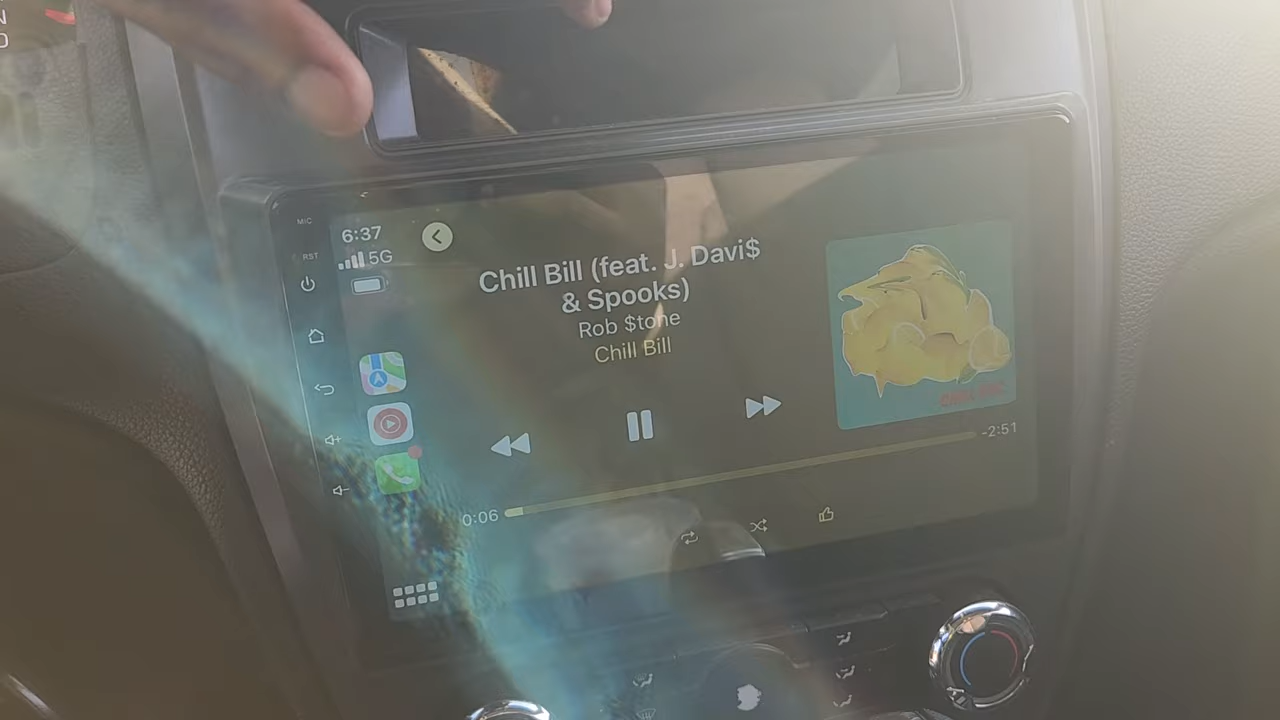 N
D
MIC
RST
6:37
5G
Chill Bill (feat. J. Davi$
& Spooks)
Rob $tone
Chill Bill
0:06
-2:51